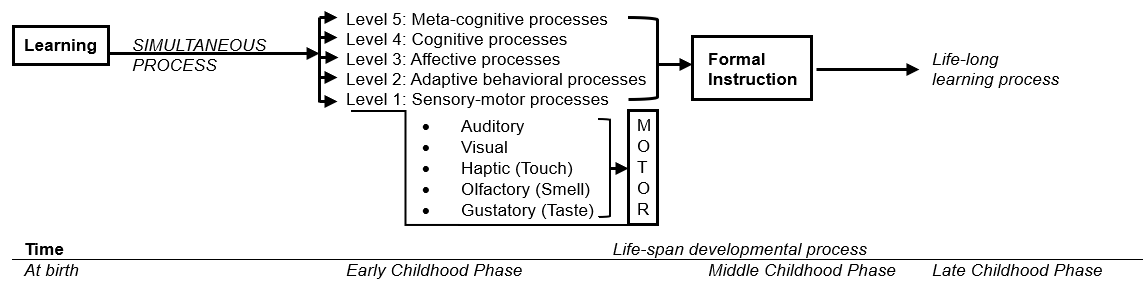 Learning
SIMULTANEOUS
PROCESS
Level 5: Meta-cognitive processes
Level 4: Cognitive processes
Level 3: Affective processes
Level 2: Adaptive behavioral processes
Level 1: Sensory-motor processes
• Auditory
• Visual
• Haptic (Touch)
• Olfactory (Smell)
• Gustatory (Taste)
M
O
T
O
R
Formal
Instruction
Life-long
learning process
Time
Life-span developmental process
At birth
Early Childhood Phase
Middle Childhood Phase
Late Childhood Phase